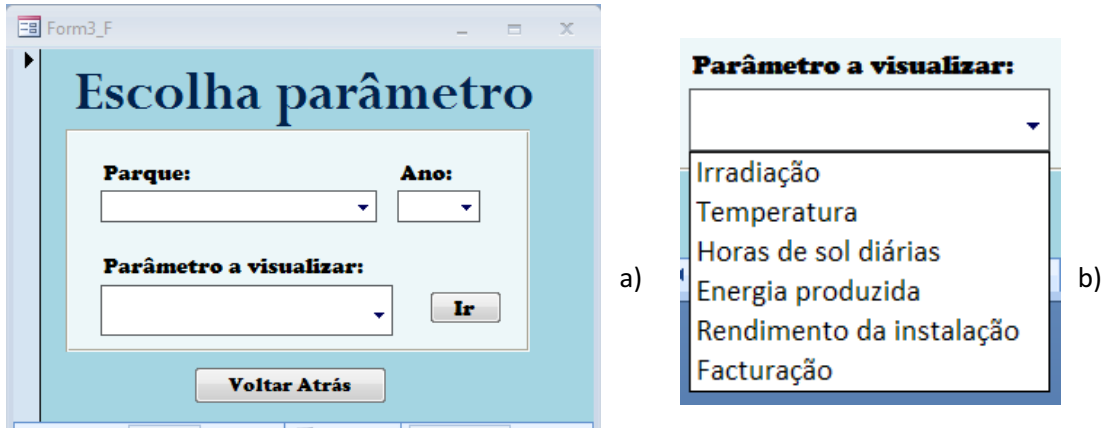 Form3_F
Escolha parâmetro
Parque: Ano:
Parâmetro a visualizar:
Ir
Voltar Atrás
a)
Parâmetro a visualizar:
Irradiação
Temperatura
Horas de sol diárias
Energia produzida
Rendimento da instalação
Facturação
b)